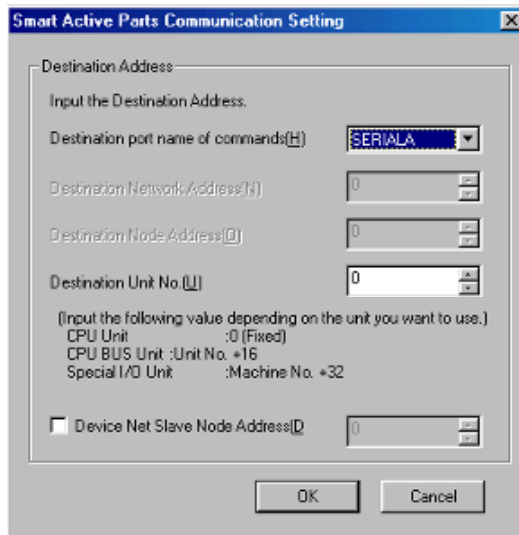 Smart Active Parts Communication Setting
Destination Address
Input the Destination Address.
Destination port name of commands(H) SERIALA
Destination Network Address(N) 0
Destination Node Address(O) 0
Destination Unit No.(U) 0
(Input the following value depending on the unit you want to use.)
CPU Unit :0 (Fixed)
CPU BUS Unit :Unit No. +16
Special I/O Unit :Machine No. +32
Device Net Slave Node Address(D 0
OK Cancel